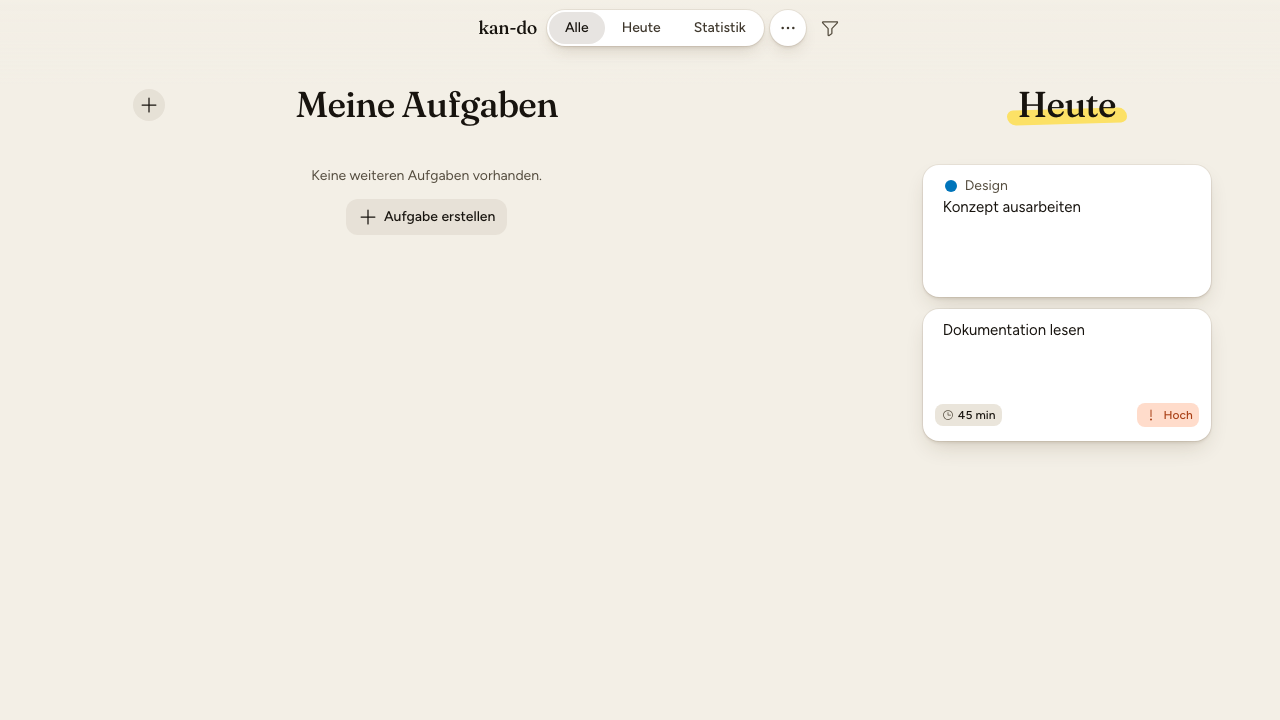 kan-do
Alle
Heute
Statistik
Meine Aufgaben
Keine weiteren Aufgaben vorhanden.
Aufgabe erstellen
Heute
Design
Konzept ausarbeiten
Dokumentation lesen
45 min
Hoch